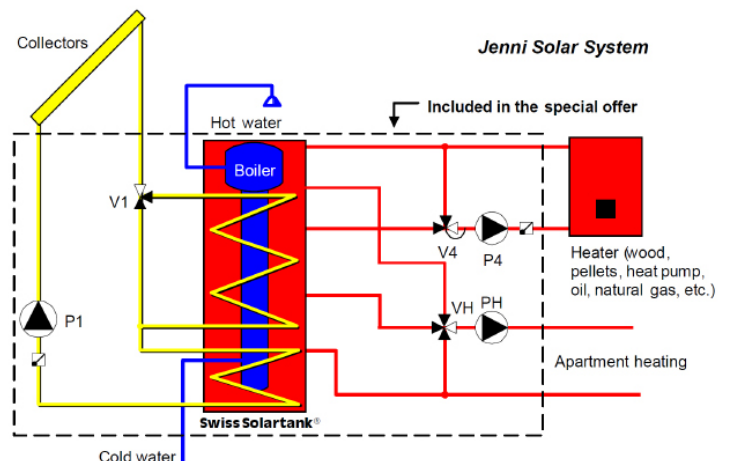 Jenni Solar System
Collectors
Included in the special offer
Hot water
Boiler
V1
V4
P4
Heater (wood,
pellets, heat pump,
oil, natural gas, etc.)
P1
VH
PH
Apartment heating
Swiss Solartank®
Cold water